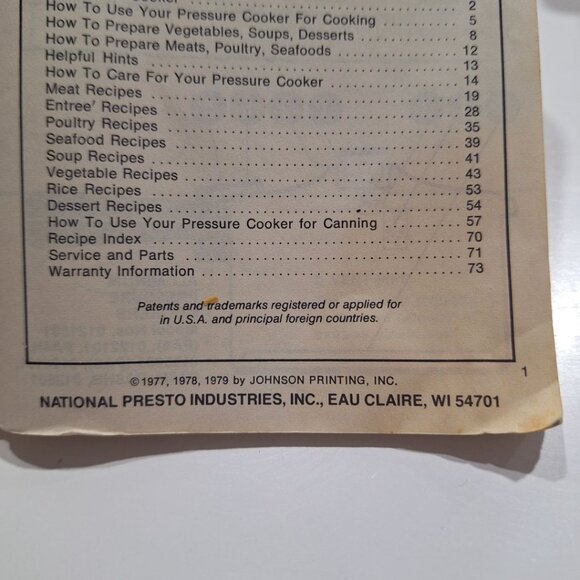 Cooker ..... 2
How To Use Your Pressure Cooker For Cooking ..... 5
How To Prepare Vegetables, Soups, Desserts ..... 8
How To Prepare Meats, Poultry, Seafoods ..... 12
Helpful Hints ..... 13
How To Care For Your Pressure Cooker ..... 14
Meat Recipes ..... 19
Entree' Recipes ..... 28
Poultry Recipes ..... 35
Seafood Recipes ..... 39
Soup Recipes ..... 41
Vegetable Recipes ..... 43
Rice Recipes ..... 53
Dessert Recipes ..... 54
How To Use Your Pressure Cooker for Canning ..... 57
Recipe Index ..... 70
Service and Parts ..... 71
Warranty Information ..... 73
Patents and trademarks registered or applied for
in U.S.A. and principal foreign countries.
©1977, 1978, 1979 by JOHNSON PRINTING, INC.
1
NATIONAL PRESTO INDUSTRIES, INC., EAU CLAIRE, WI 54701